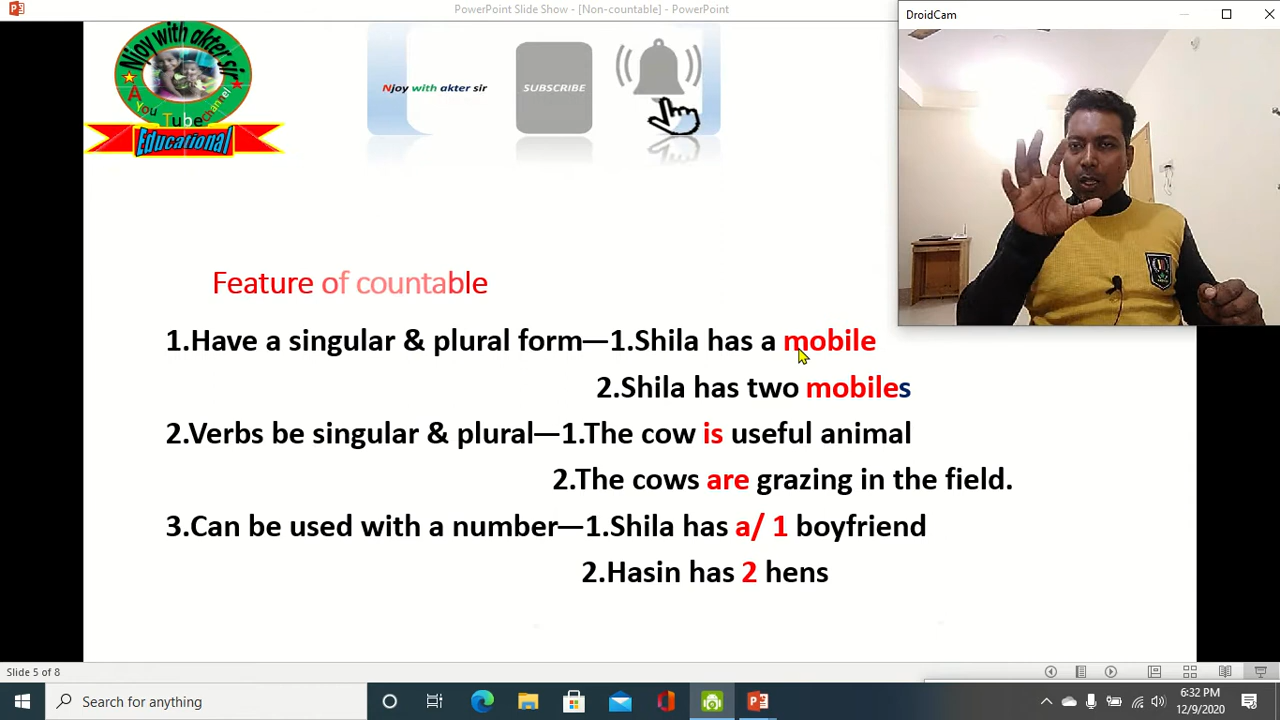 PowerPoint Slide Show - [Non-countable] - PowerPoint
DroidCam
Njoy with akter sir
A You Tube channel
Educational
Njoy with akter sir
SUBSCRIBE
Feature of countable
1.Have a singular & plural form—1.Shila has a mobile
2.Shila has two mobiles
2.Verbs be singular & plural—1.The cow is useful animal
2.The cows are grazing in the field.
3.Can be used with a number—1.Shila has a/ 1 boyfriend
2.Hasin has 2 hens
Slide 5 of 8
Search for anything
6:32 PM
12/9/2020